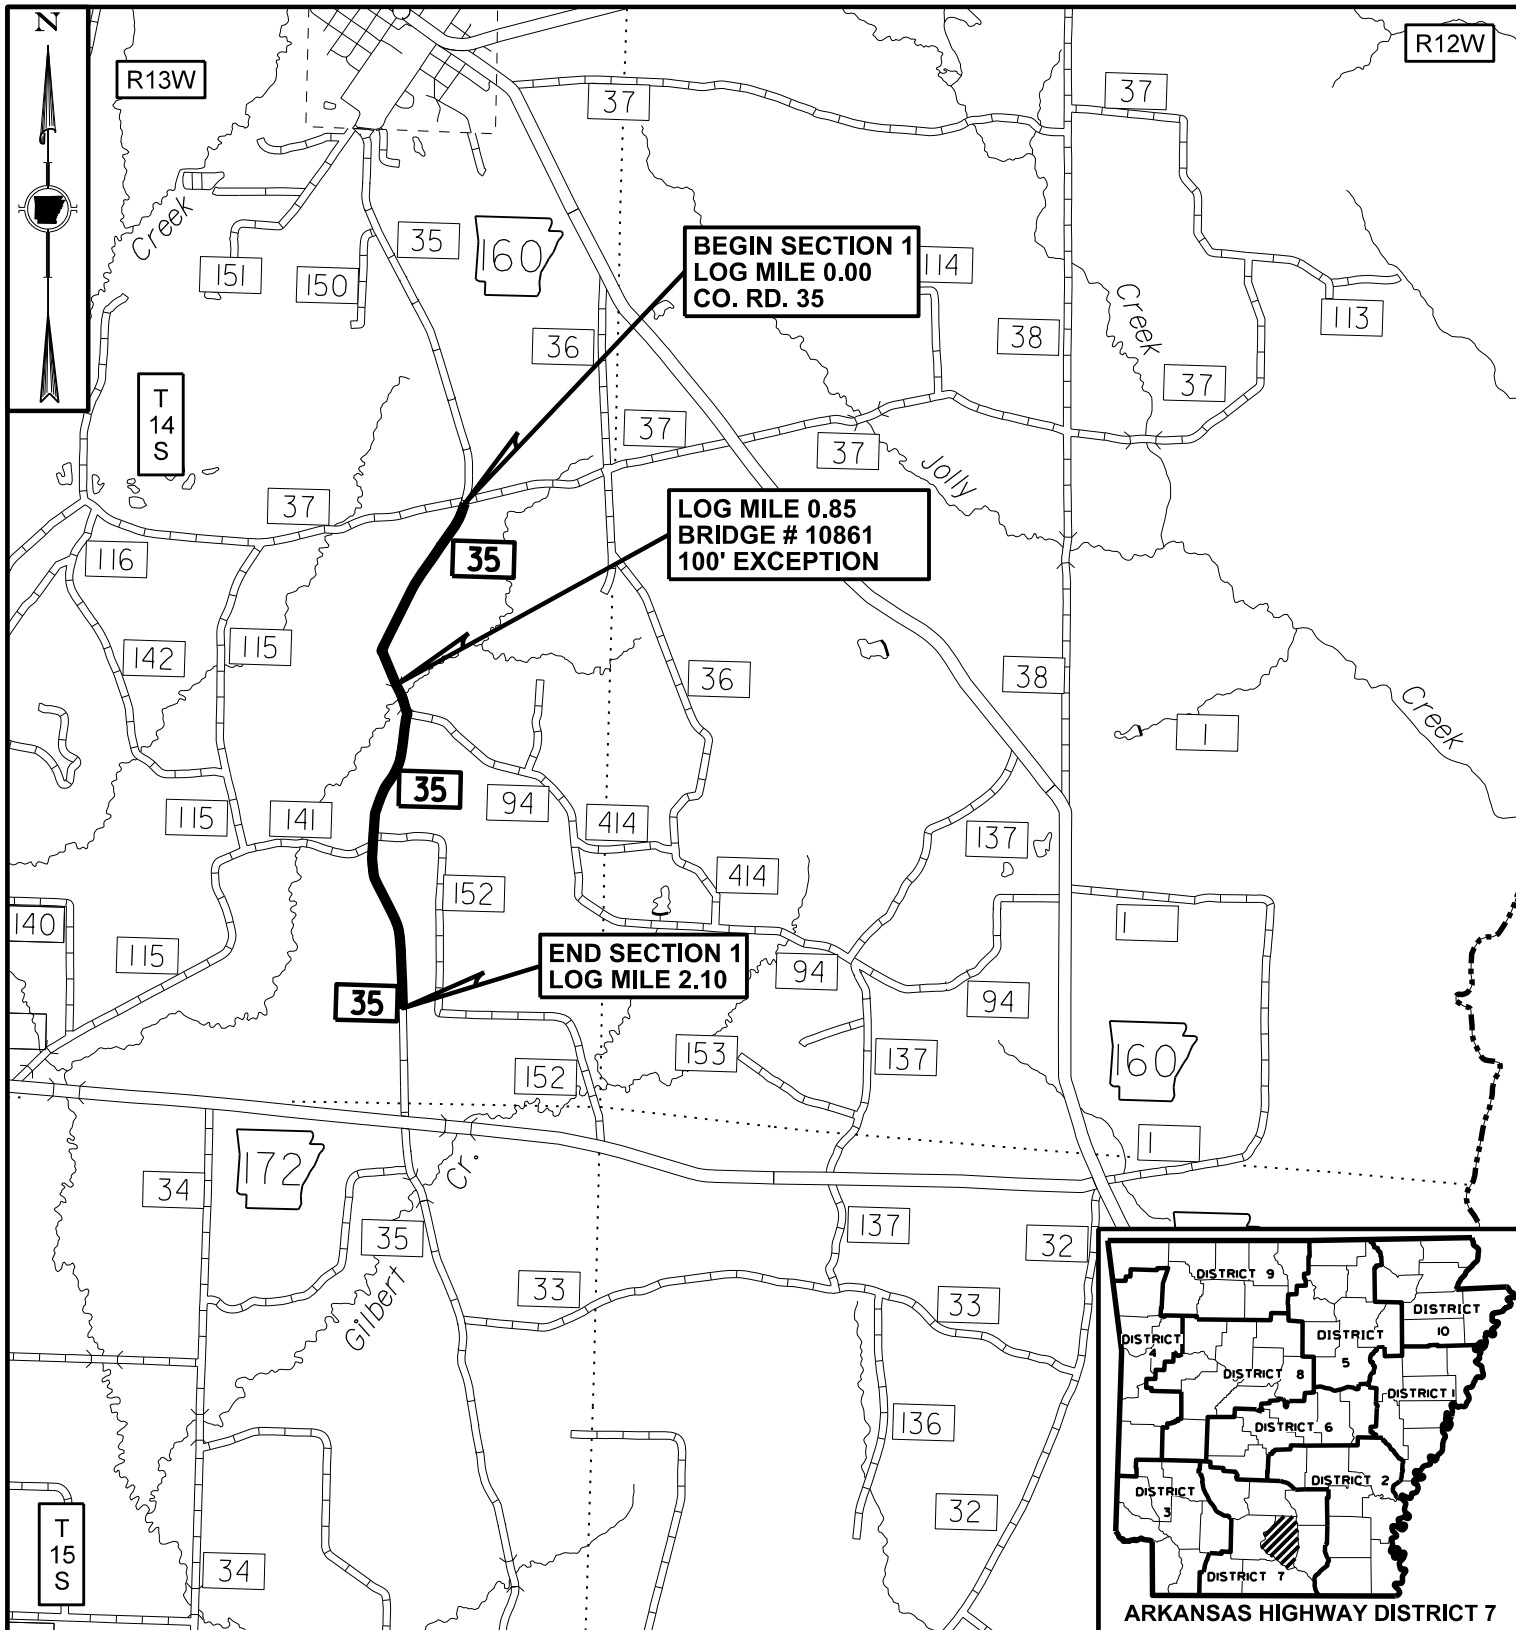 N
R13W
R12W
37
37
Creek
35
160
151
150
BEGIN SECTION 1
LOG MILE 0.00
CO. RD. 35
114
Creek
113
36
38
37
T
14
S
37
37
Jolly
37
LOG MILE 0.85
BRIDGE # 10861
100' EXCEPTION
35
116
115
142
36
38
Creek
1
35
94
414
115
141
137
414
152
140
1
115
END SECTION 1
LOG MILE 2.10
94
94
35
153
137
160
152
1
Cr.
172
34
35
137
32
Gilbert
33
33
136
32
T
15
S
34
DISTRICT 9
DISTRICT
10
DISTRICT
4
DISTRICT
5
DISTRICT 8
DISTRICT 1
DISTRICT 6
DISTRICT 2
DISTRICT
3
DISTRICT 7
ARKANSAS HIGHWAY DISTRICT 7